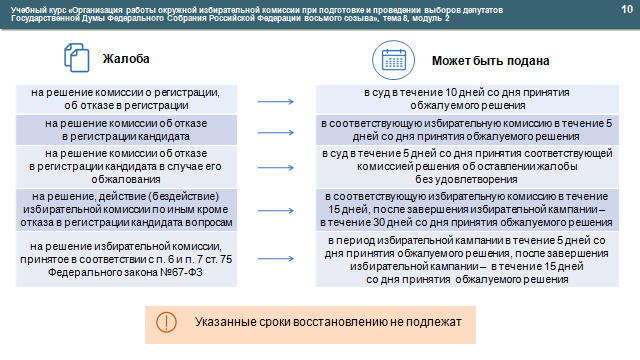 Учебный курс «Организация работы окружной избирательной комиссии при подготовке и проведении выборов депутатов
Государственной Думы Федерального Собрания Российской Федерации восьмого созыва», тема 8, модуль 2
10
Жалоба
Может быть подана
на решение комиссии о регистрации,
об отказе в регистрации
в суд в течение 10 дней со дня принятия
обжалуемого решения
на решение комиссии об отказе
в регистрации кандидата
в соответствующую избирательную комиссию в течение 5
дней со дня принятия обжалуемого решения
на решение комиссии об отказе
в регистрации кандидата в случае его
обжалования
в суд в течение 5 дней со дня принятия соответствующей
комиссией решения об оставлении жалобы
без удовлетворения
на решение, действие (бездействие)
избирательной комиссии по иным кроме
отказа в регистрации кандидата вопросам
в соответствующую избирательную комиссию в течение
15 дней, после завершения избирательной кампании –
в течение 30 дней со дня принятия обжалуемого решения
на решение избирательной комиссии,
принятое в соответствии с п. 6 и п. 7 ст. 75
Федерального закона №67-ФЗ
в период избирательной кампании в течение 5 дней со
дня принятия обжалуемого решения, после завершения
избирательной кампании – в течение 15 дней
со дня принятия обжалуемого решения
Указанные сроки восстановлению не подлежат